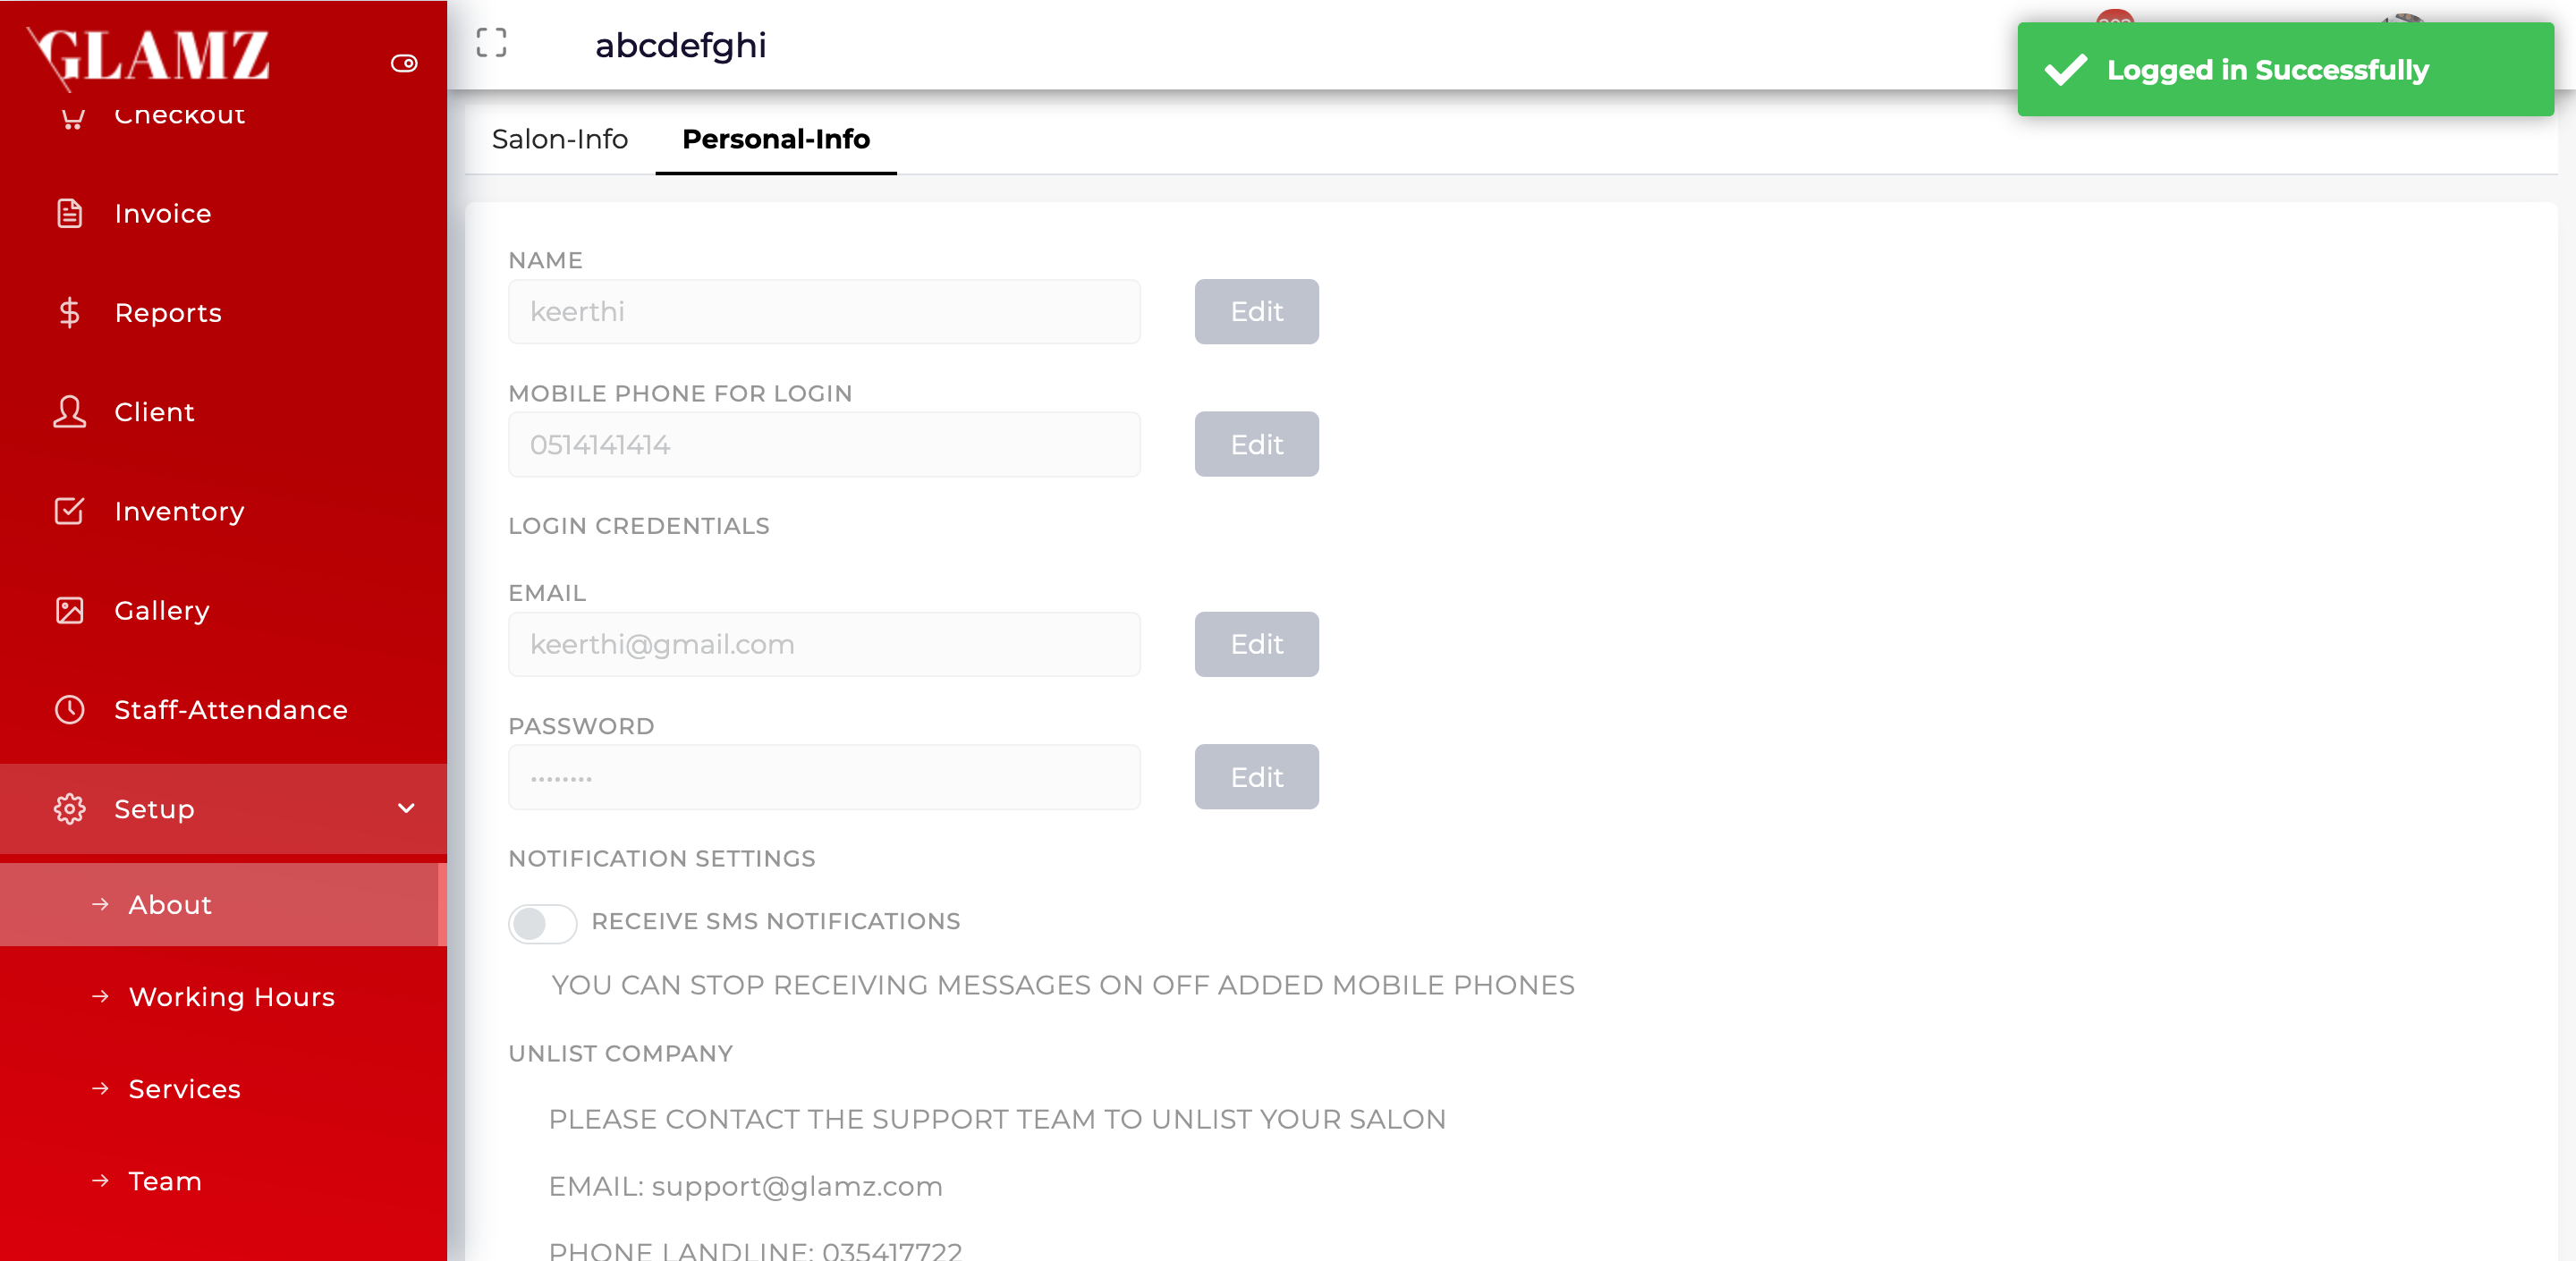 GLAMZ
Checkout
Invoice
Reports
Client
Inventory
Gallery
Staff-Attendance
Setup
About
Working Hours
Services
Team
abcdefghi
Logged in Successfully
Salon-Info
Personal-Info
NAME
keerthi
Edit
MOBILE PHONE FOR LOGIN
0514141414
Edit
LOGIN CREDENTIALS
EMAIL
keerthi@gmail.com
Edit
PASSWORD
••••••••
Edit
NOTIFICATION SETTINGS
RECEIVE SMS NOTIFICATIONS
YOU CAN STOP RECEIVING MESSAGES ON OFF ADDED MOBILE PHONES
UNLIST COMPANY
PLEASE CONTACT THE SUPPORT TEAM TO UNLIST YOUR SALON
EMAIL: support@glamz.com
PHONE LANDLINE: 035417722